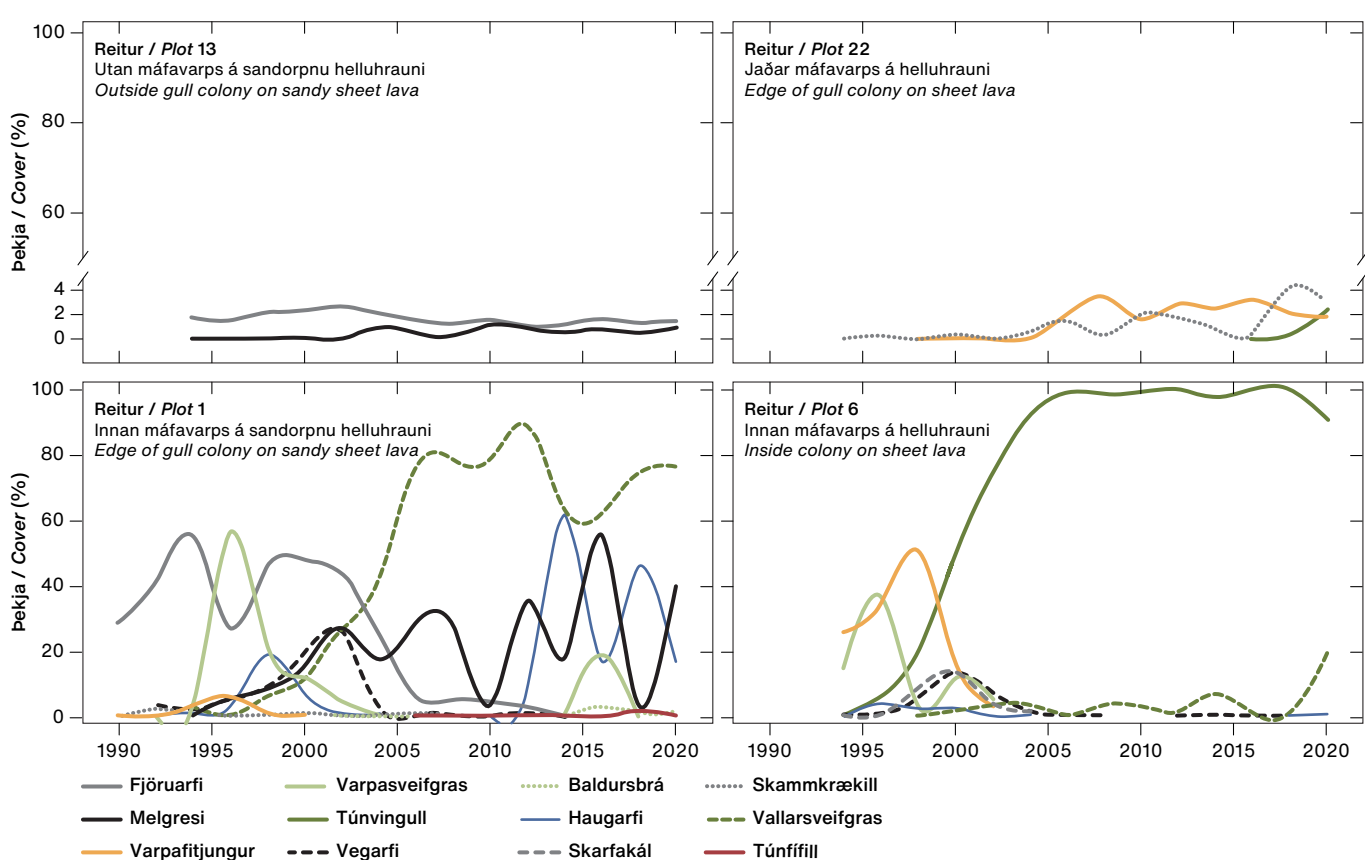 Reitur / Plot 13
Utan máfavarps á sandorpnu helluhrauni
Outside gull colony on sandy sheet lava
Reitur / Plot 22
Jaðar máfavarps á helluhrauni
Edge of gull colony on sheet lava
100
80
60
4
2
0
Þekja / Cover (%)
Reitur / Plot 1
Innan máfavarps á sandorpnu helluhrauni
Edge of gull colony on sandy sheet lava
Reitur / Plot 6
Innan máfavarps á helluhrauni
Inside colony on sheet lava
100
80
60
40
20
0
Þekja / Cover (%)
1990 1995 2000 2005 2010 2015 2020
1990 1995 2000 2005 2010 2015 2020
Fjöruarfi Varpasveifgras Baldursbrá Skammkrækill
Melgresi Túnvingull Haugarfi Vallarsveifgras
Varpafitjungur Vegarfi Skarfakál Túnfífill